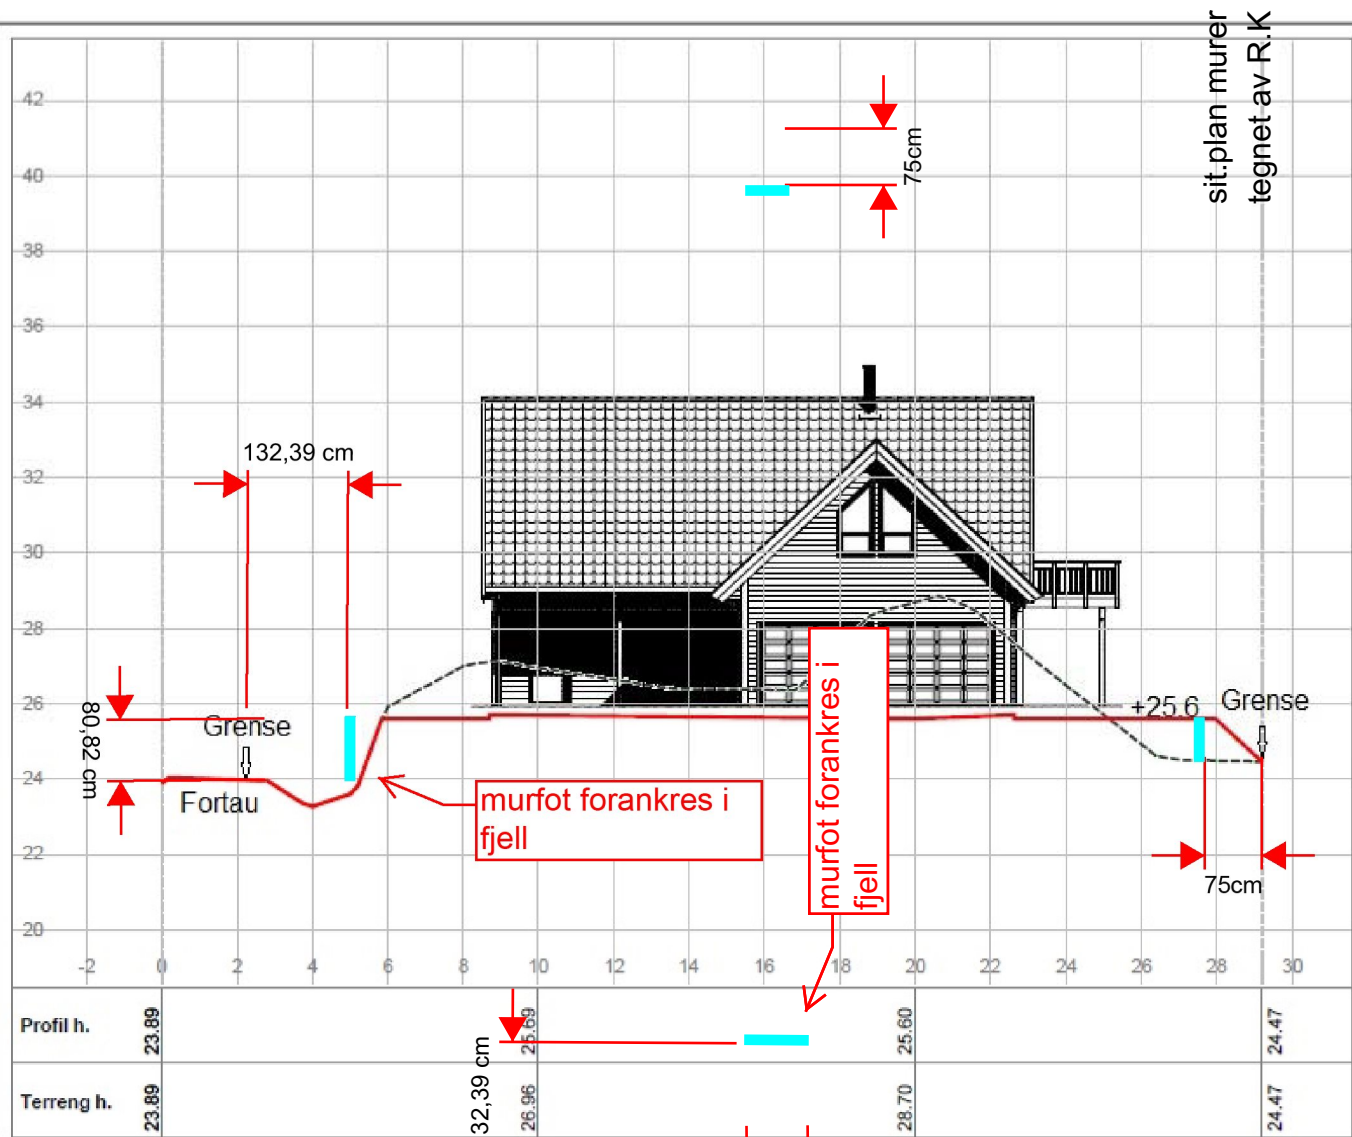 sit.plan murer
tegnet av R.K
42
40
38
36
34
32
30
28
26
24
22
20
75cm
132,39 cm
80,82 cm
Grense
Fortau
+25.6
Grense
murfot forankres i
fjell
murfot forankres i
fjell
75cm
-2 0 2 4 6 8 10 12 14 16 18 20 22 24 26 28 30
Profil h. 23.89 25.69 25.60 24.47
32,39 cm
Terreng h. 23.89 26.96 28.70 24.47